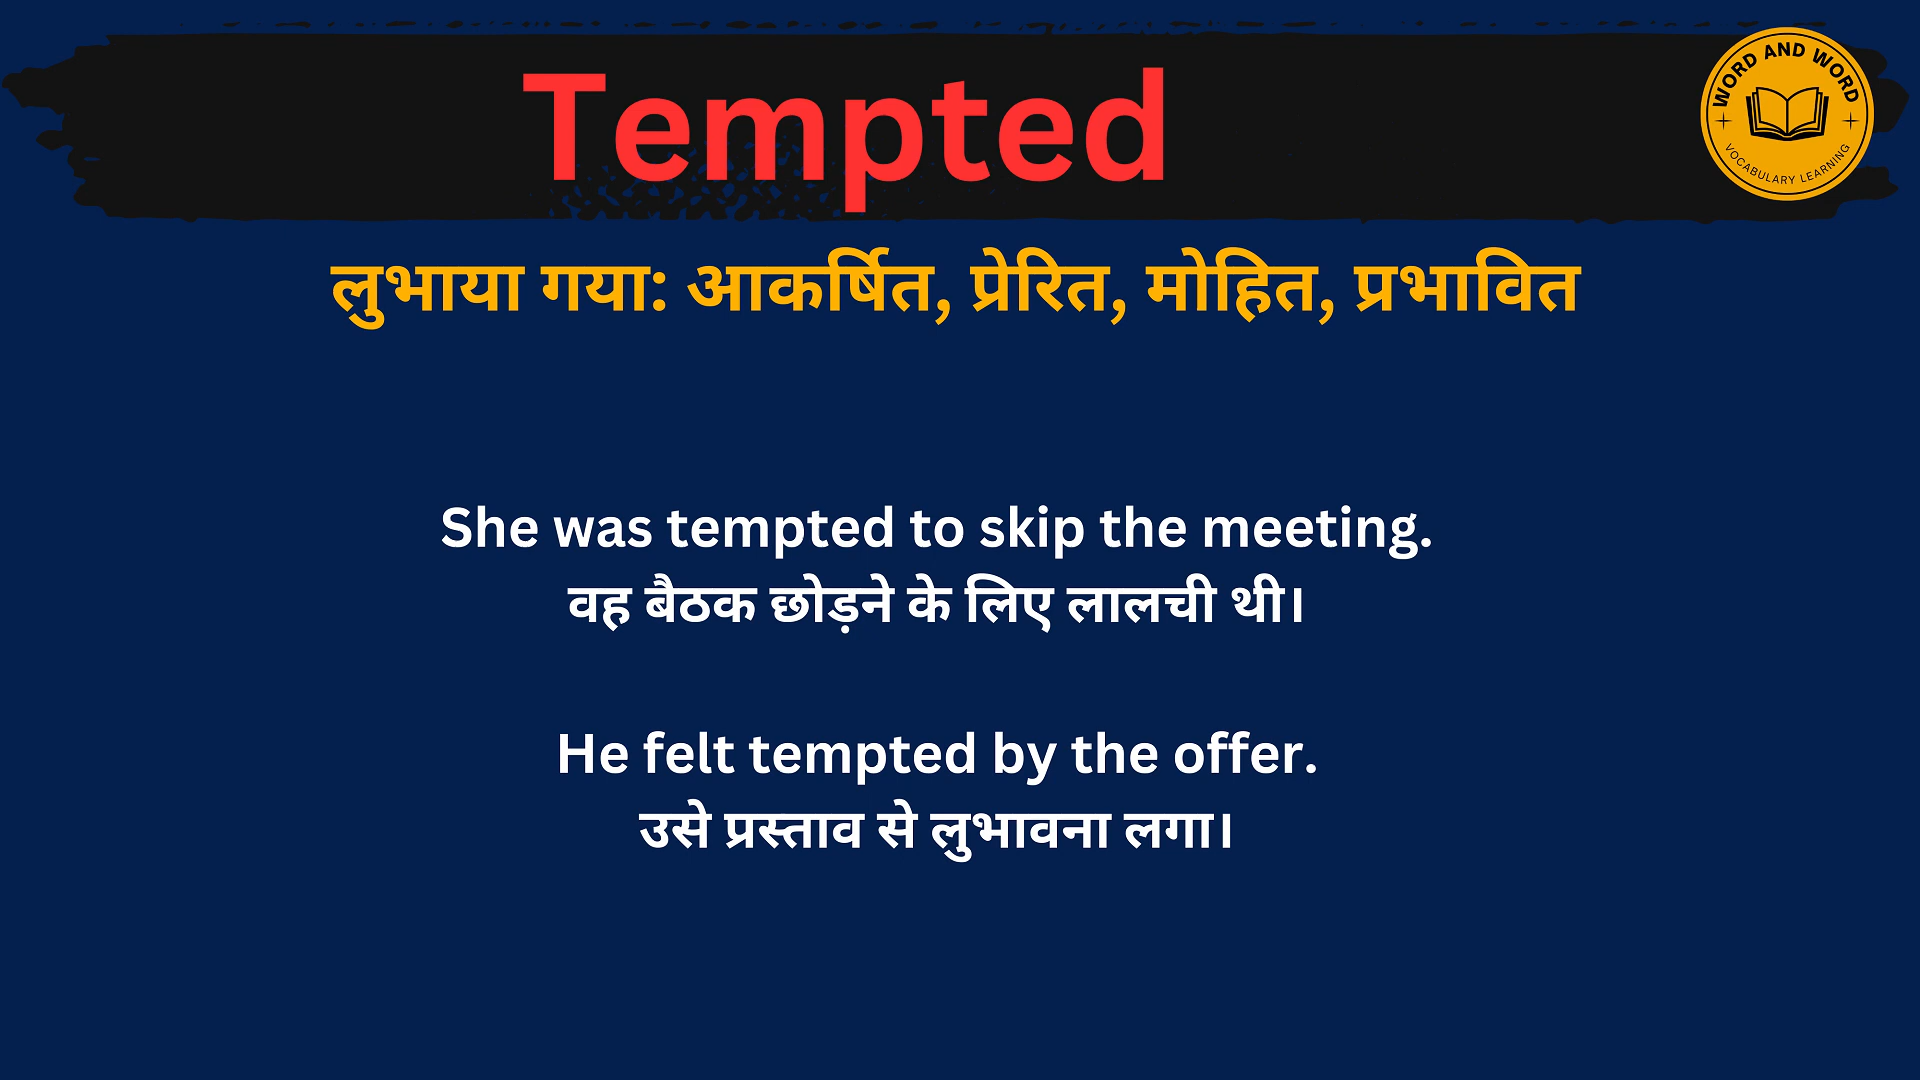 Tempted
WORD AND WORD
VOCABULARY LEARNING
लुभाया गया: आकर्षित, प्रेरित, मोहित, प्रभावित
She was tempted to skip the meeting.
वह बैठक छोड़ने के लिए लालची थी।
He felt tempted by the offer.
उसे प्रस्ताव से लुभावना लगा।